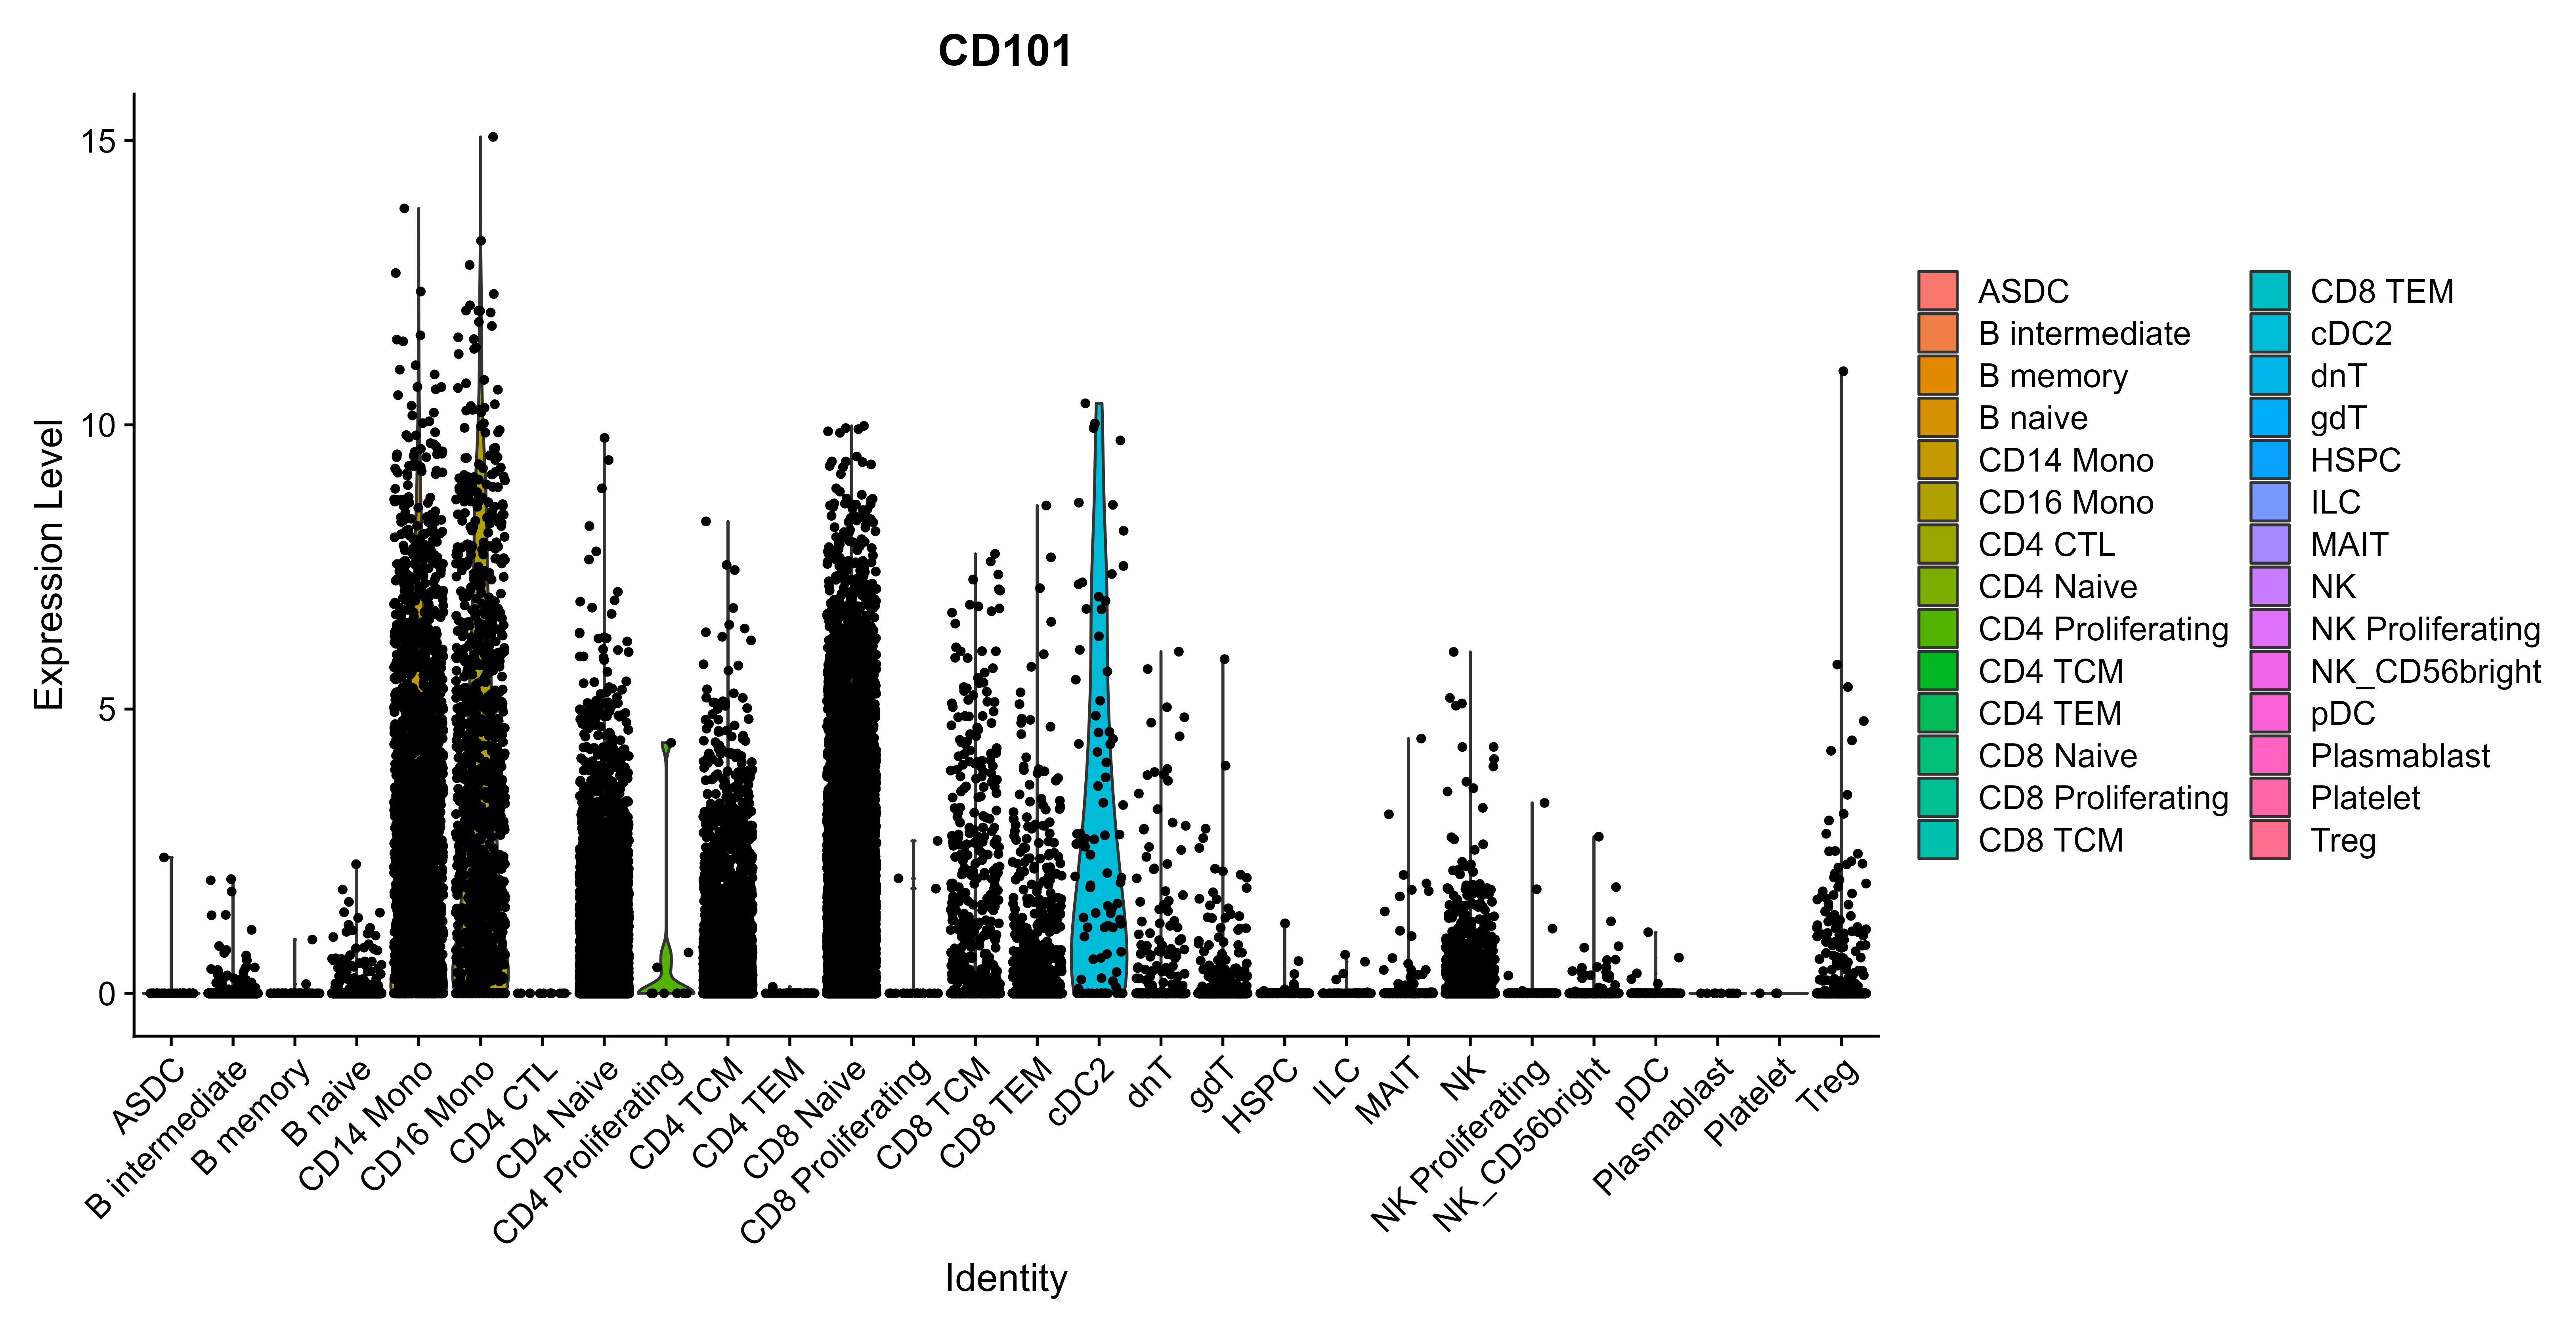 CD101
Expression Level
15
10
5
0
ASDC
B intermediate
B memory
B naive
CD14 Mono
CD16 Mono
CD4 CTL
CD4 Naive
CD4 Proliferating
CD4 TCM
CD4 TEM
CD8 Naive
CD8 Proliferating
CD8 TCM
CD8 TEM
cDC2
dnT
gdT
HSPC
ILC
MAIT
NK
NK Proliferating
NK_CD56bright
pDC
Plasmablast
Platelet
Treg
Identity
ASDC
B intermediate
B memory
B naive
CD14 Mono
CD16 Mono
CD4 CTL
CD4 Naive
CD4 Proliferating
CD4 TCM
CD4 TEM
CD8 Naive
CD8 Proliferating
CD8 TCM
CD8 TEM
cDC2
dnT
gdT
HSPC
ILC
MAIT
NK
NK Proliferating
NK_CD56bright
pDC
Plasmablast
Platelet
Treg